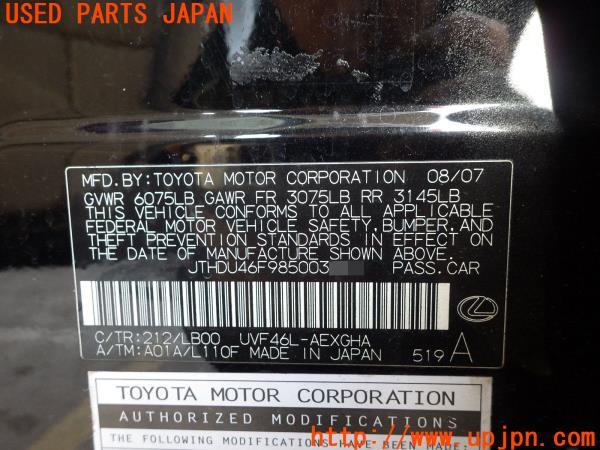 USED PARTS JAPAN
MFD.BY:TOYOTA MOTOR CORPORATION 08/07
GVWR 6075LB GAWR FR 3075LB RR 3145LB
THIS VEHICLE CONFORMS TO ALL APPLICABLE
FEDERAL MOTOR VEHICLE SAFETY,BUMPER,AND
THEFT PREVENTION STANDARDS IN EFFECT ON
THE DATE OF MANUFACTURE SHOWN ABOVE.
JTHDU46F985003 PASS.CAR
C/TR:212/LB00 UVF46L-AEXGHA
A/TM:A01A/L110F MADE IN JAPAN 519 A
TOYOTA MOTOR CORPORATION
AUTHORIZED MODIFICATIONS
THE FOLLOWING MODIFICATIONS HAVE BEEN MADE
http://www.upjpn.com